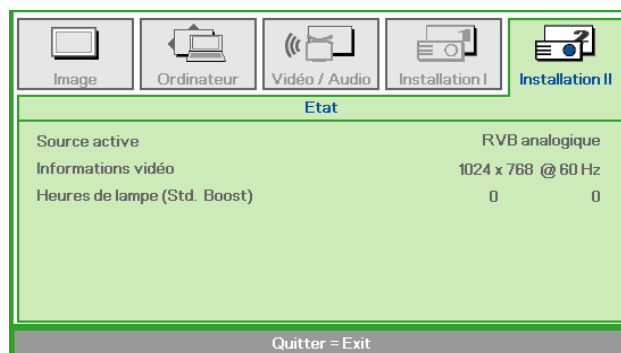 Image
Ordinateur
Vidéo / Audio
Installation I
2
Installation II
Etat
Source active RVB analogique
Informations vidéo 1024 x 768 @ 60 Hz
Heures de lampe (Std. Boost) 0 0
Quitter = Exit